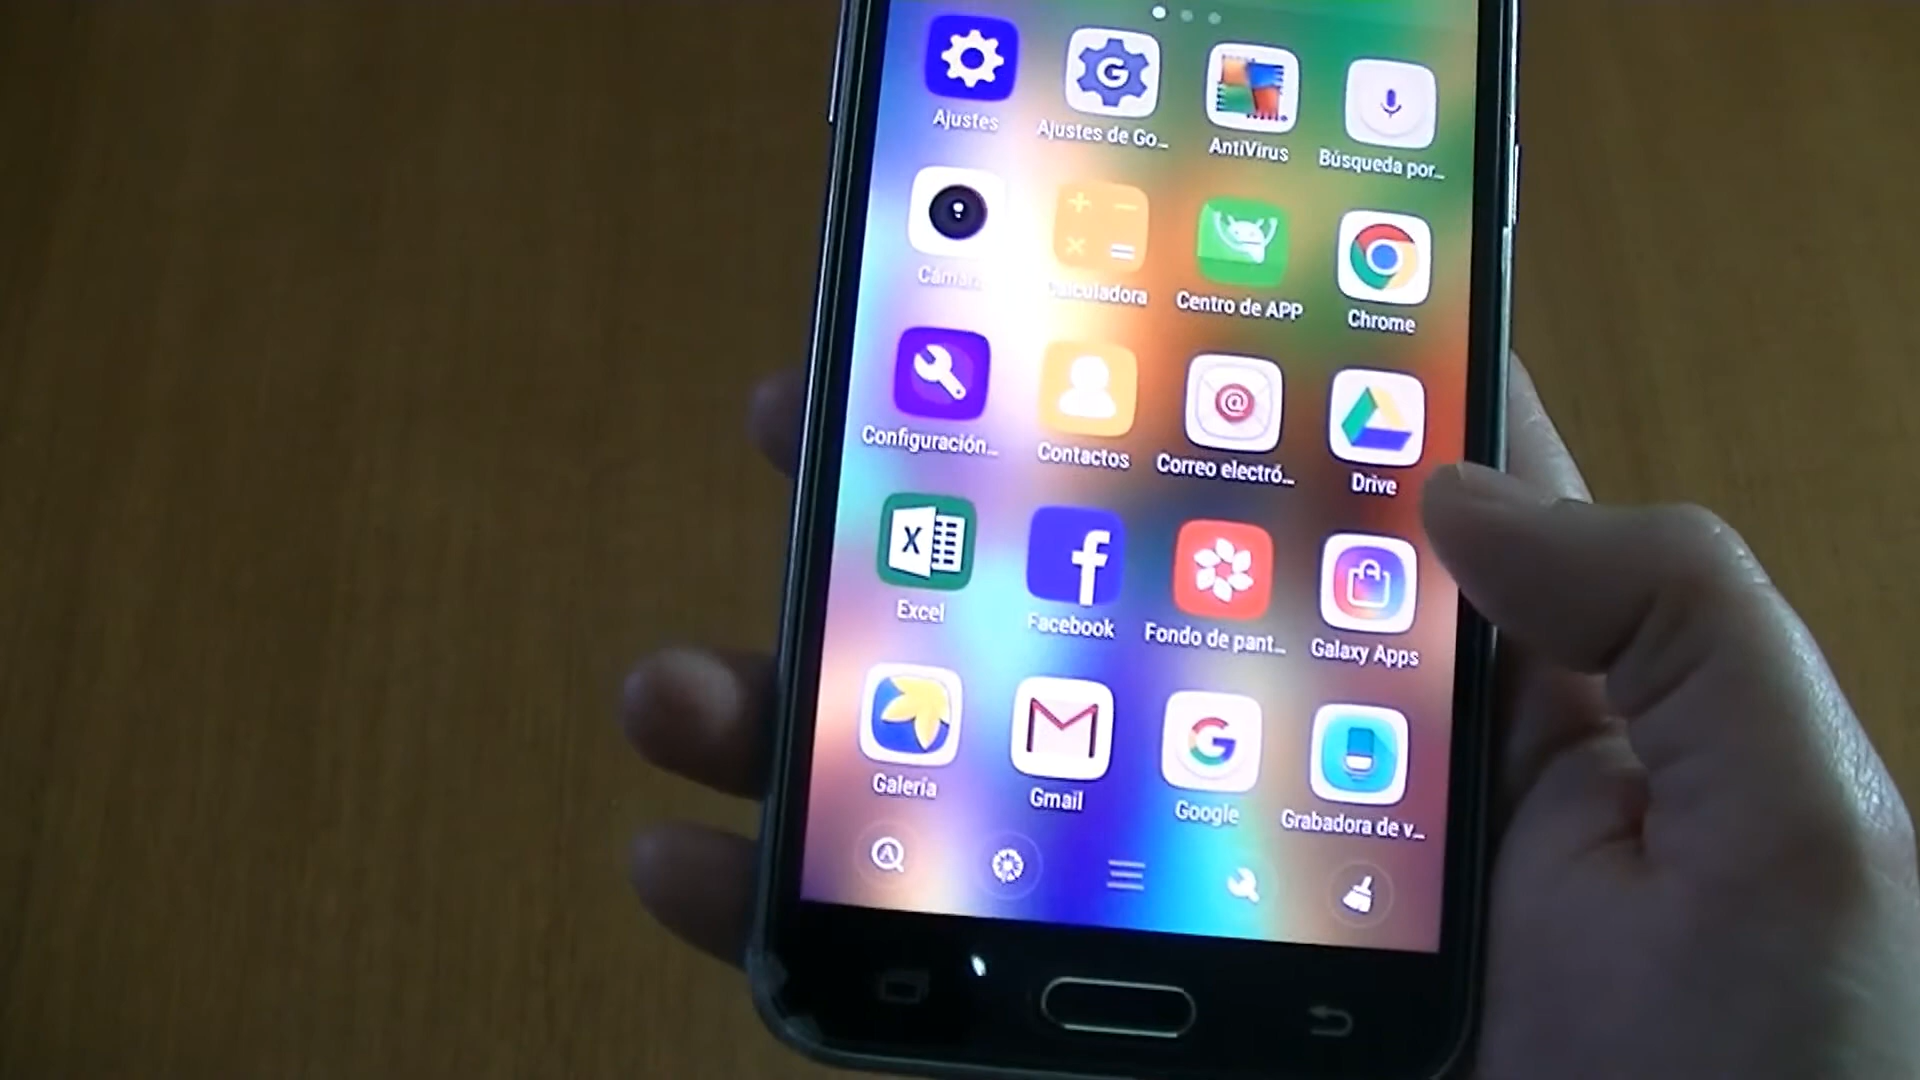 Ajustes
Ajustes de Go...
AntiVirus
Búsqueda por...
Cámara
Calculadora
Centro de APP
Chrome
Configuración...
Contactos
Correo electró...
Drive
Excel
Facebook
Fondo de pant...
Galaxy Apps
Galería
Gmail
Google
Grabadora de v...